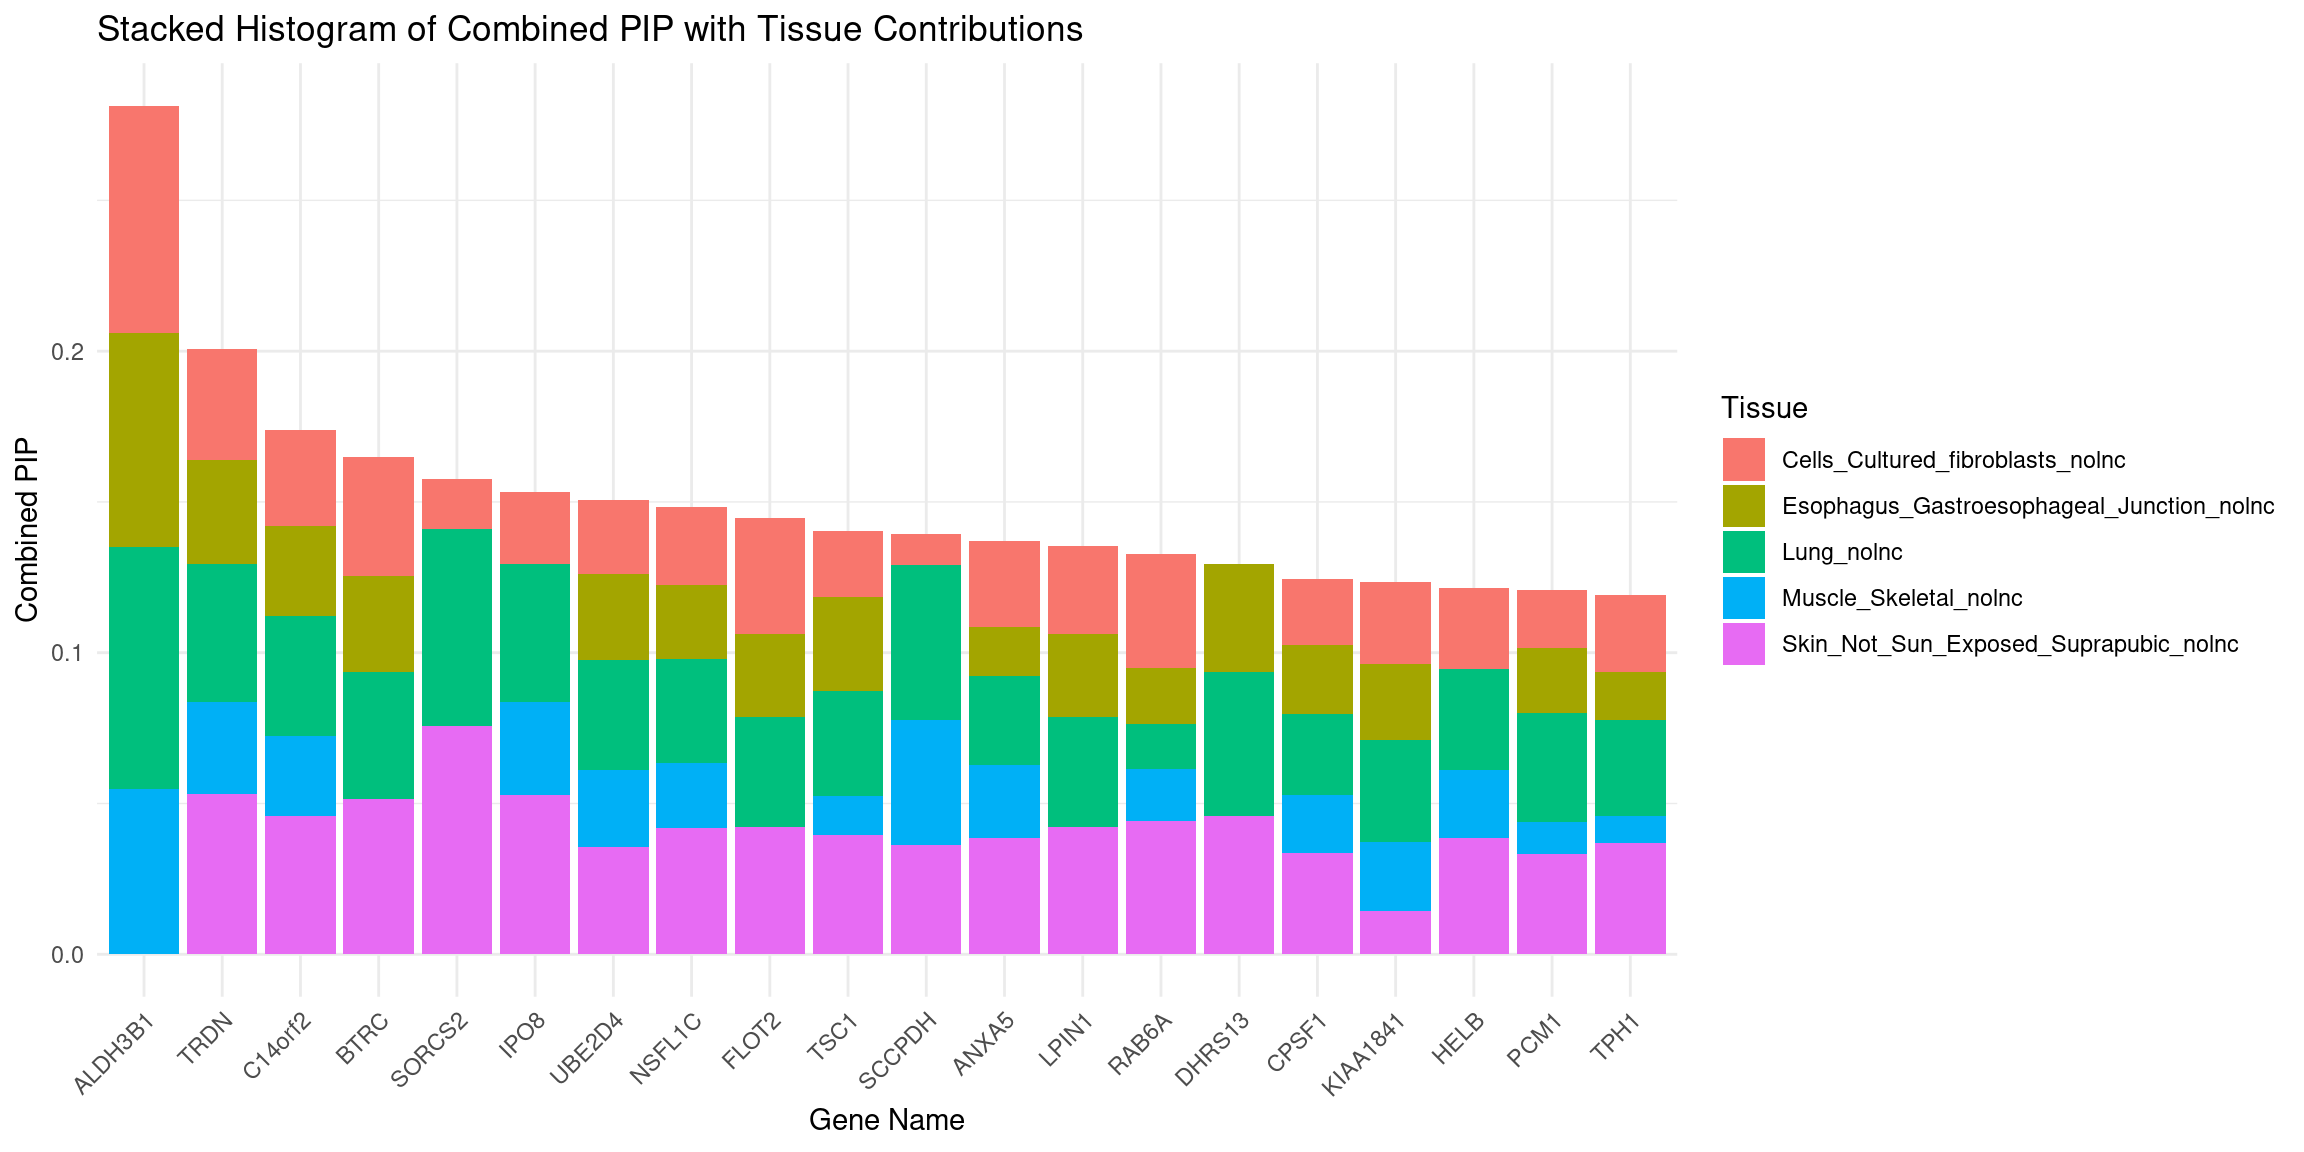 Stacked Histogram of Combined PIP with Tissue Contributions
Combined PIP
0.2
0.1
0.0
ALDH3B1
TRDN
C14orf2
BTRC
SORCS2
IPO8
UBE2D4
NSFL1C
FLOT2
TSC1
SCCPDH
ANXA5
LPIN1
RAB6A
DHRS13
CPSF1
KIAA1841
HELB
PCM1
TPH1
Gene Name
Tissue
Cells_Cultured_fibroblasts_nolnc
Esophagus_Gastroesophageal_Junction_nolnc
Lung_nolnc
Muscle_Skeletal_nolnc
Skin_Not_Sun_Exposed_Suprapubic_nolnc